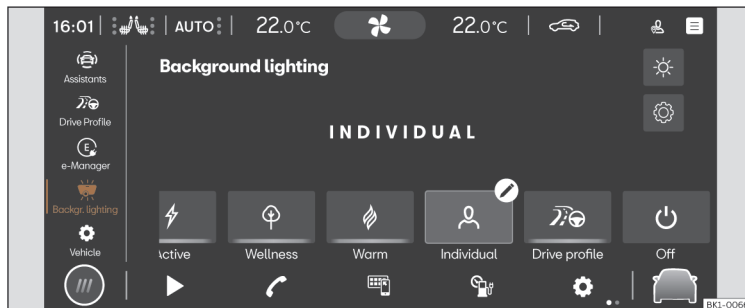 16:01 AUTO 22.0°C 22.0°C
Assistants
Drive Profile
E
e-Manager
Backgr. lighting
Vehicle
Background lighting
INDIVIDUAL
Active Wellness Warm Individual Drive profile Off
BK1-0066